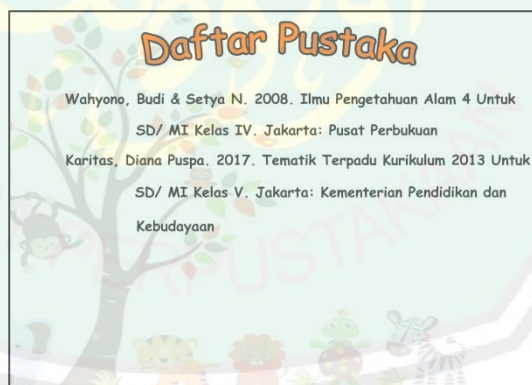 Daftar Pustaka
Wahyono, Budi & Setya N. 2008. Ilmu Pengetahuan Alam 4 Untuk
SD/ MI Kelas IV. Jakarta: Pusat Perbukuan
Karitas, Diana Puspa. 2017. Tematik Terpadu Kurikulum 2013 Untuk
SD/ MI Kelas V. Jakarta: Kementerian Pendidikan dan
Kebudayaan
PERPUSTAKAAN